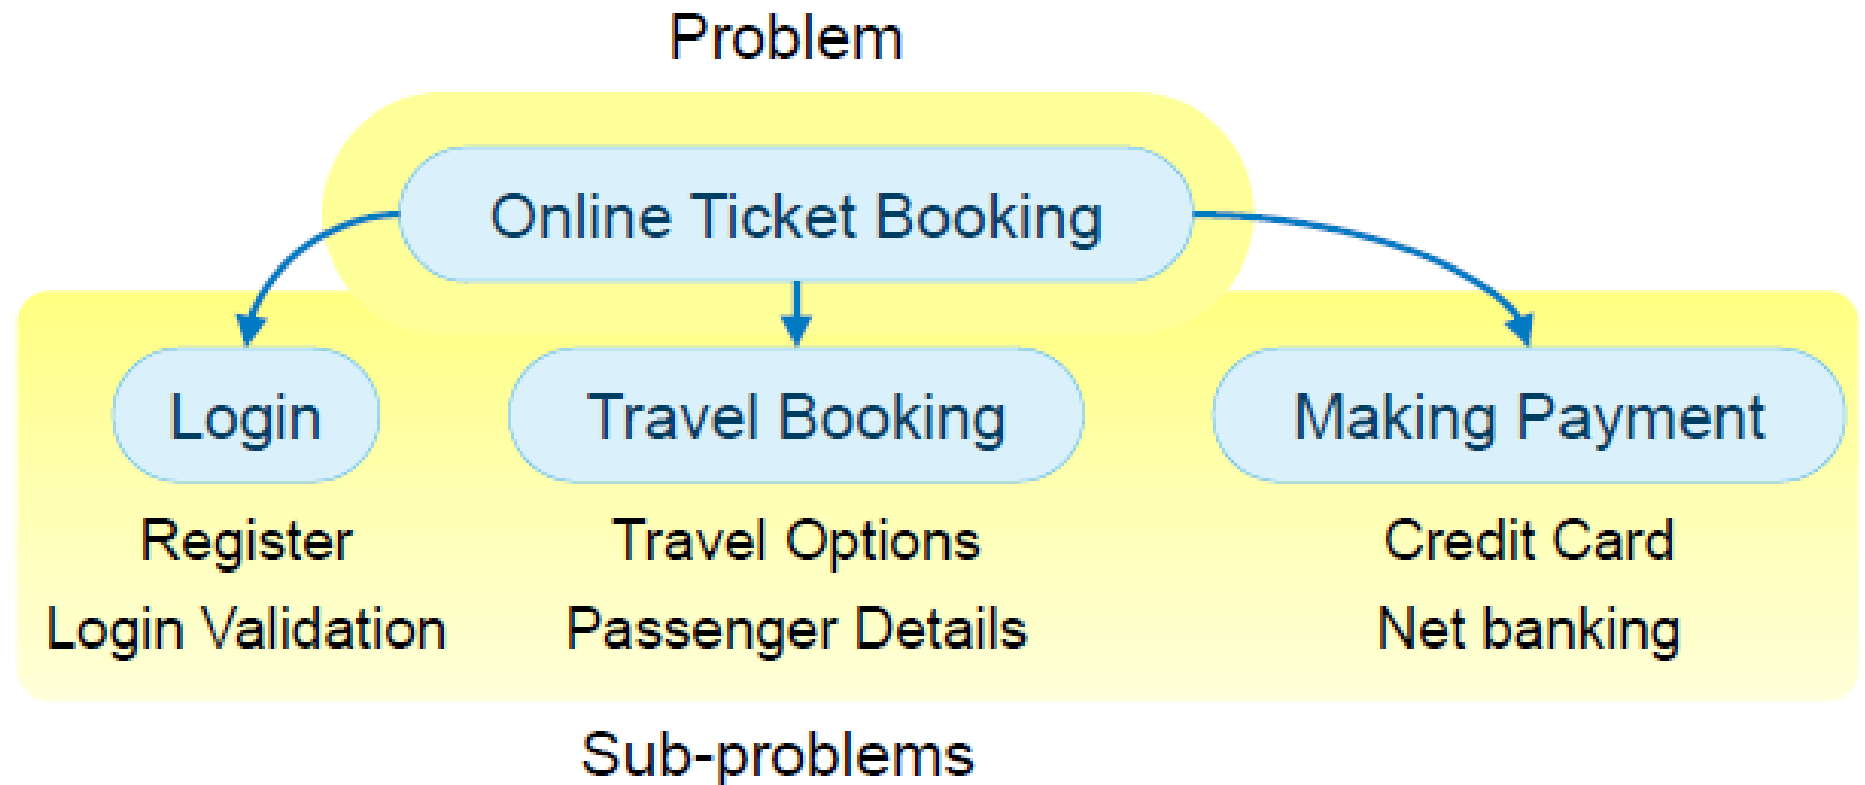 Problem
Online Ticket Booking
Login
Travel Booking
Making Payment
Register
Travel Options
Credit Card
Login Validation
Passenger Details
Net banking
Sub-problems